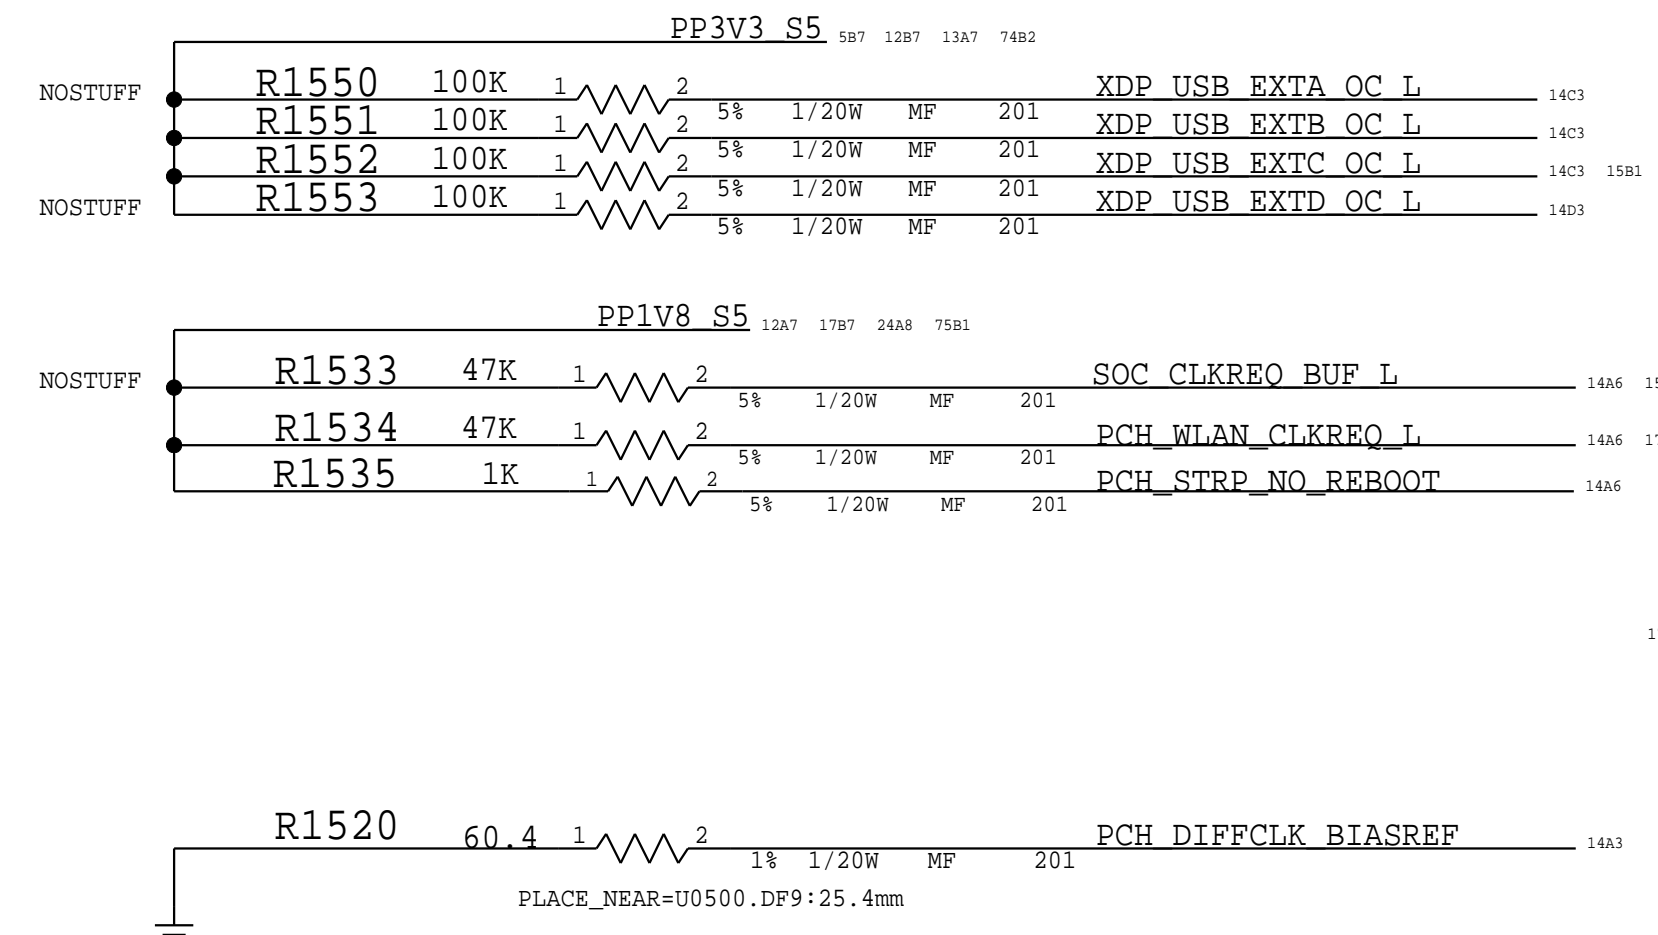 PP3V3_S5 5B7 12B7 13A7 74B2
NOSTUFF R1550 100K 1 2 XDP_USB_EXTA_OC_L 14C3
5% 1/20W MF 201
R1551 100K 1 2 XDP_USB_EXTB_OC_L 14C3
5% 1/20W MF 201
R1552 100K 1 2 XDP_USB_EXTC_OC_L 14C3 15B1
5% 1/20W MF 201
NOSTUFF R1553 100K 1 2 XDP_USB_EXTD_OC_L 14D3
5% 1/20W MF 201
PP1V8_S5 12A7 17B7 24A8 75B1
NOSTUFF R1533 47K 1 2 SOC_CLKREQ_BUF_L 14A6
5% 1/20W MF 201
R1534 47K 1 2 PCH_WLAN_CLKREQ_L 14A6
5% 1/20W MF 201
R1535 1K 1 2 PCH_STRP_NO_REBOOT 14A6
5% 1/20W MF 201
R1520 60.4 1 2 PCH_DIFFCLK_BIASREF 14A3
1% 1/20W MF 201
PLACE_NEAR=U0500.DF9:25.4mm